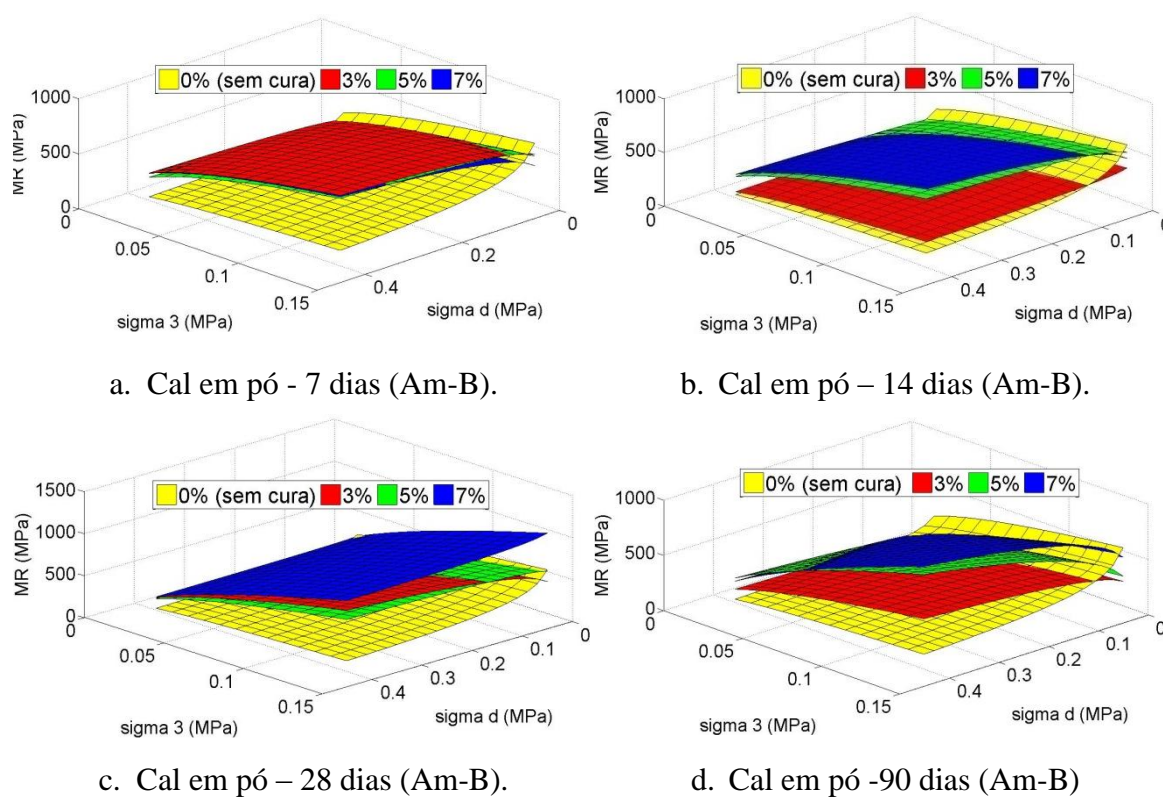 0% (sem cura) 3% 5% 7%
1000
500
0
MR (MPa)
0
0.05
0.1
0.15
sigma 3 (MPa)
0.4
0.2
0
sigma d (MPa)
a. Cal em pó - 7 dias (Am-B).
0% (sem cura) 3% 5% 7%
1000
500
0
MR (MPa)
0
0.05
0.1
0.15
sigma 3 (MPa)
0.4
0.3
0.2
0.1
0
sigma d (MPa)
b. Cal em pó – 14 dias (Am-B).
0% (sem cura) 3% 5% 7%
1500
1000
500
0
MR (MPa)
0
0.05
0.1
0.15
sigma 3 (MPa)
0.4
0.3
0.2
0.1
0
sigma d (MPa)
c. Cal em pó – 28 dias (Am-B).
0% (sem cura) 3% 5% 7%
1000
500
0
MR (MPa)
0
0.05
0.1
0.15
sigma 3 (MPa)
0.4
0.3
0.2
0.1
0
sigma d (MPa)
d. Cal em pó -90 dias (Am-B)